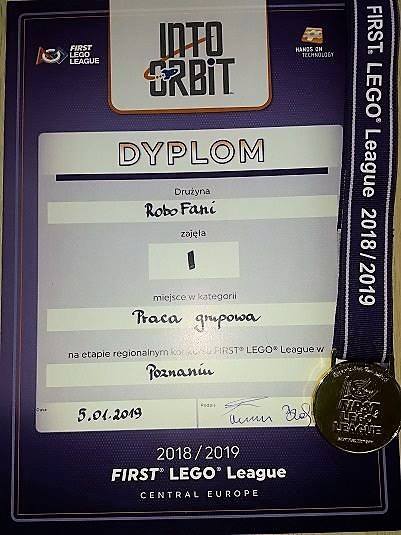 FIRST
LEGO
LEAGUE
INTO
ORBIT
HANDS ON
TECHNOLOGY
DYPLOM
Drużyna
RoboFani
zajęła
1
miejsce w kategorii
Praca grupowa
na etapie regionalnym konkursu FIRST® LEGO® League w
Poznaniu
Data
5.01.2019
Podpis
2018/2019
FIRST® LEGO® League
CENTRAL EUROPE
FIRST® LEGO® League 2018/2019
FIRST
LEGO
LEAGUE